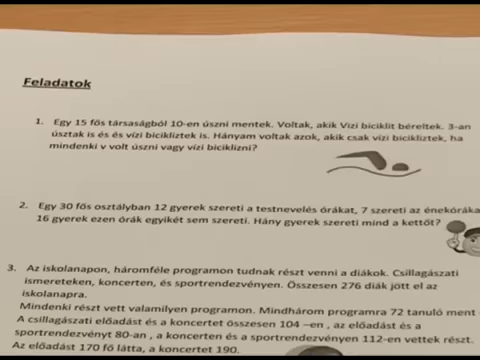 Feladatok
1. Egy 15 fős társaságból 10-en úszni mentek. Voltak, akik Vizi biciklit béreltek. 3-an
úsztak is és és vízi bicikliztek is. Hányam voltak azok, akik csak vízi bicikliztek, ha
mindenki v volt úszni vagy vízi biciklizni?
2. Egy 30 fős osztályban 12 gyerek szereti a testnevelés órákat, 7 szereti az énekórákat
16 gyerek ezen órák egyikét sem szereti. Hány gyerek szereti mind a kettőt?
3. Az iskolanapon, háromféle programon tudnak részt venni a diákok. Csillagászati
ismereteken, koncerten, és sportrendezvényen. Összesen 276 diák jött el az
iskolanapra.
Mindenki részt vett valamilyen programon. Mindhárom programra 72 tanuló ment
A csillagászati előadást és a koncertet összesen 104 –en , az előadást és a
sportrendezvényt 80-an , a koncerten és a sportrendezvényen 112-en vettek részt.
Az előadást 170 fő látta, a koncertet 190.